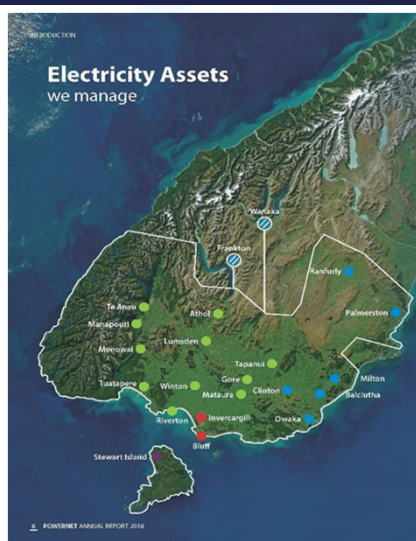 INTRODUCTION
Electricity Assets
we manage
Wanaka
Frankton
Ranfurly
Te Anau
Athol
Palmerston
Manapouri
Lumsden
Monowai
Tapanui
Tuatapere
Winton
Gore
Clinton
Milton
Mataura
Balclutha
Riverton
Invercargill
Owaka
Bluff
Stewart Island
6 POWERNET ANNUAL REPORT 2018